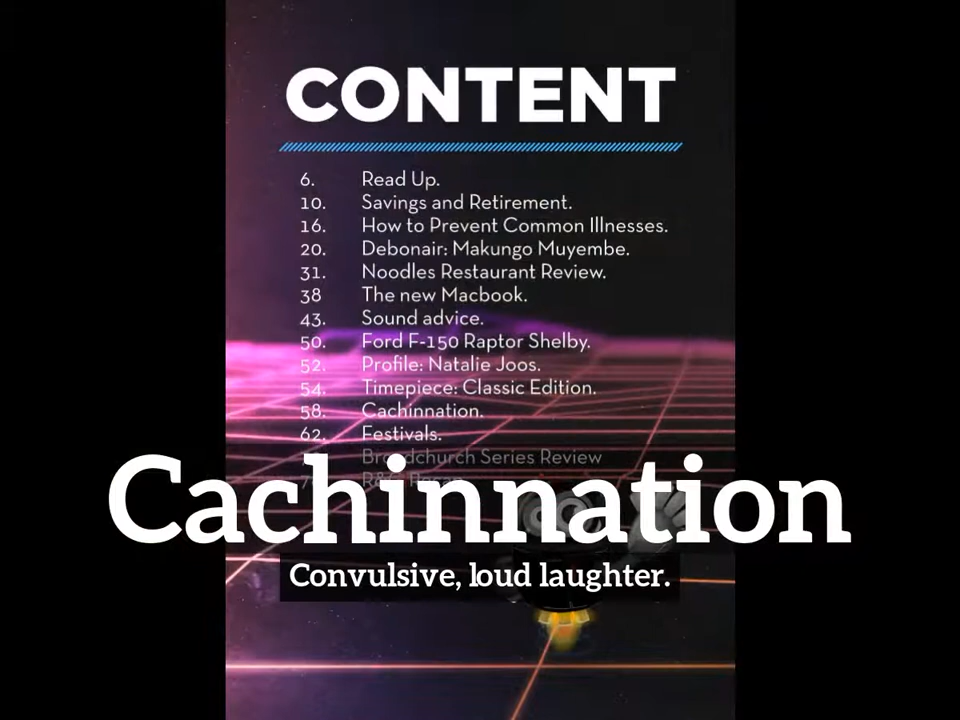 CONTENT
6. Read Up.
10. Savings and Retirement.
16. How to Prevent Common Illnesses.
20. Debonair: Makungo Muyembe.
31. Noodles Restaurant Review.
38 The new Macbook.
43. Sound advice.
50. Ford F-150 Raptor Shelby.
52. Profile: Natalie Joos.
54. Timepiece: Classic Edition.
58. Cachinnation.
62. Festivals.
Broadchurch Series Review
Cachinnation
Convulsive, loud laughter.